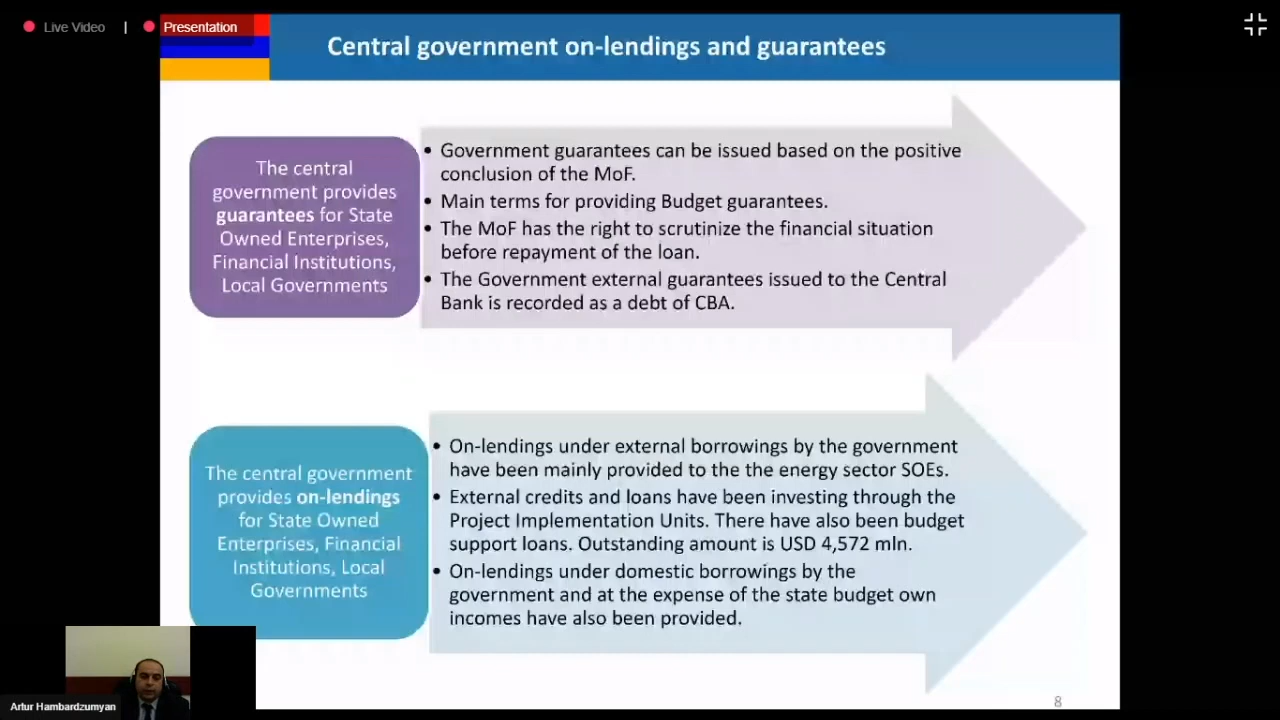 Live Video | Presentation
Central government on-lendings and guarantees
The central
government provides
guarantees for State
Owned Enterprises,
Financial Institutions,
Local Governments
• Government guarantees can be issued based on the positive
conclusion of the MoF.
• Main terms for providing Budget guarantees.
• The MoF has the right to scrutinize the financial situation
before repayment of the loan.
• The Government external guarantees issued to the Central
Bank is recorded as a debt of CBA.
The central government
provides on-lendings
for State Owned
Enterprises, Financial
Institutions, Local
Governments
• On-lendings under external borrowings by the government
have been mainly provided to the the energy sector SOEs.
• External credits and loans have been investing through the
Project Implementation Units. There have also been budget
support loans. Outstanding amount is USD 4,572 mln.
• On-lendings under domestic borrowings by the
government and at the expense of the state budget own
incomes have also been provided.
8
Artur Hambardzumyan